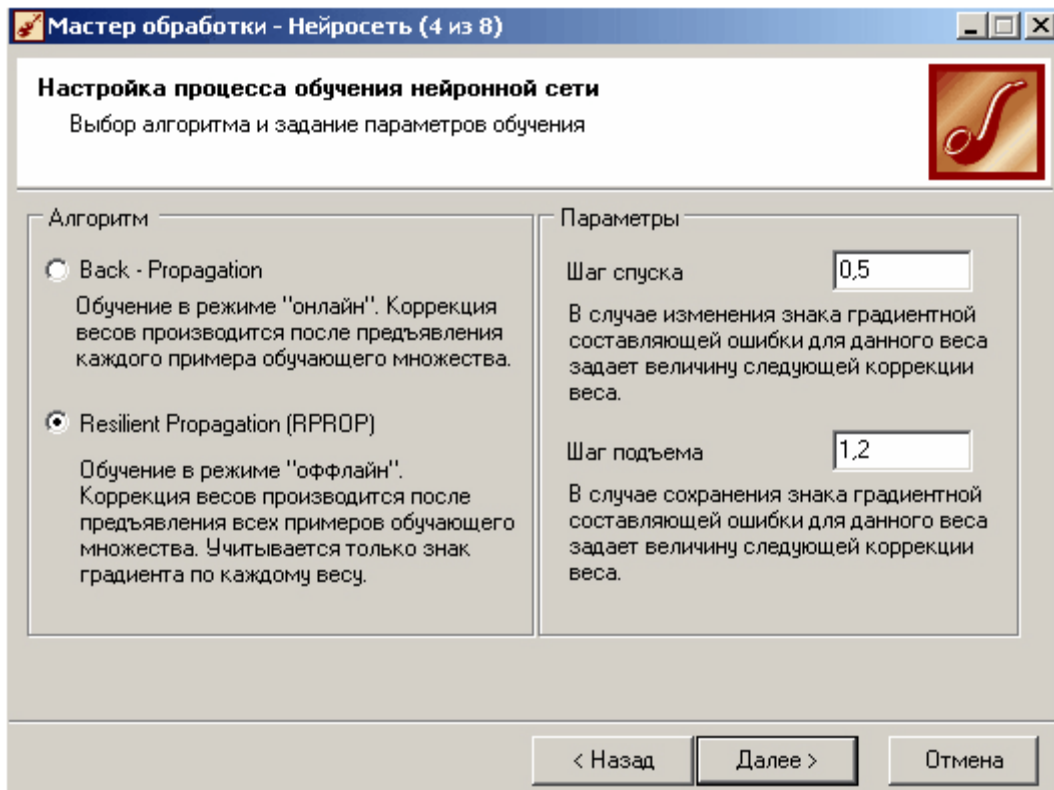 Мастер обработки - Нейросеть (4 из 8)
Настройка процесса обучения нейронной сети
Выбор алгоритма и задание параметров обучения
Алгоритм
Back - Propagation
Обучение в режиме "онлайн". Коррекция
весов производится после предъявления
каждого примера обучающего множества.
Resilient Propagation (RPROP)
Обучение в режиме "оффлайн".
Коррекция весов производится после
предъявления всех примеров обучающего
множества. Учитывается только знак
градиента по каждому весу.
Параметры
Шаг спуска 0,5
В случае изменения знака градиентной
составляющей ошибки для данного веса
задает величину следующей коррекции
веса.
Шаг подъема 1,2
В случае сохранения знака градиентной
составляющей ошибки для данного веса
задает величину следующей коррекции
веса.
< Назад Далее > Отмена